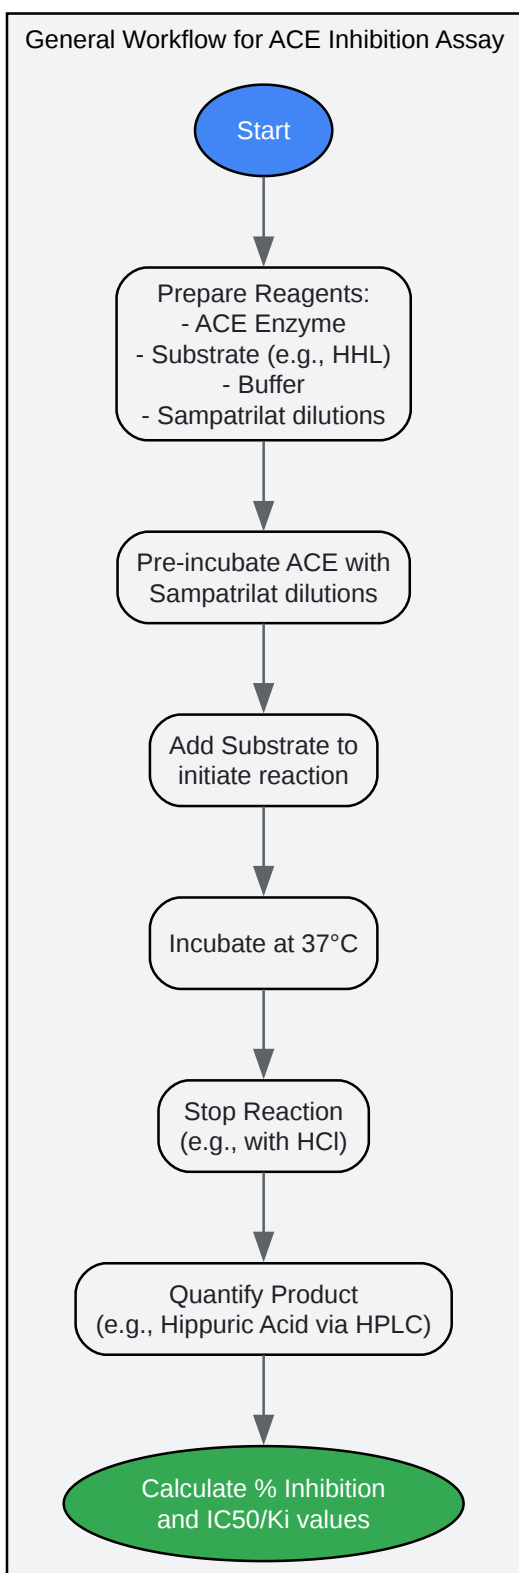 General Workflow for ACE Inhibition Assay
Start
Prepare Reagents:
- ACE Enzyme
- Substrate (e.g., HHL)
- Buffer
- Sampatrilat dilutions
Pre-incubate ACE with
Sampatrilat dilutions
Add Substrate to
initiate reaction
Incubate at 37°C
Stop Reaction
(e.g., with HCl)
Quantify Product
(e.g., Hippuric Acid via HPLC)
Calculate % Inhibition
and IC50/Ki values